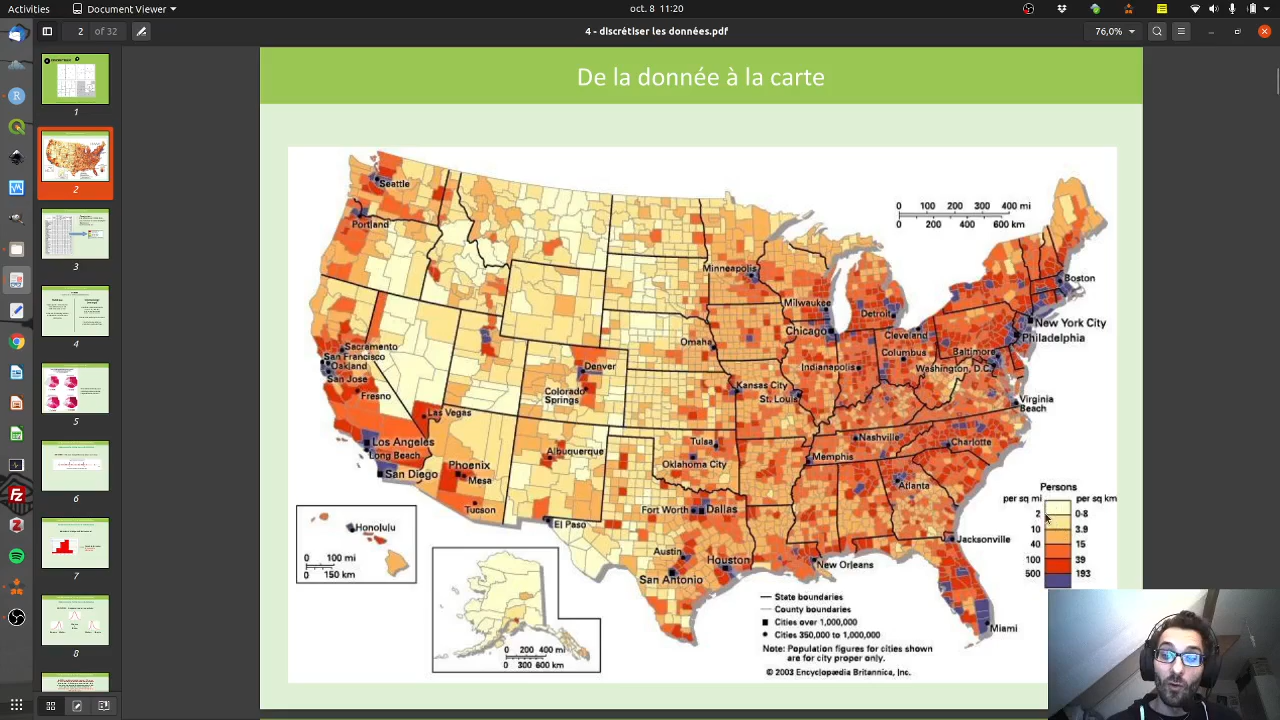 Activities
Document Viewer
oct. 8 11:20
2 of 32
4 - discrétiser les données.pdf
76,0%
De la donnée à la carte
1
2
3
4
5
6
7
8
Seattle
Portland
Sacramento
San Francisco
Oakland
San Jose
Fresno
Las Vegas
Los Angeles
Long Beach
San Diego
Phoenix
Mesa
Tucson
Denver
Colorado
Springs
Albuquerque
El Paso
Minneapolis
Omaha
Kansas City
St. Louis
Tulsa
Oklahoma City
Fort Worth
Dallas
Austin
Houston
San Antonio
Milwaukee
Chicago
Detroit
Cleveland
Columbus
Indianapolis
Nashville
Memphis
Atlanta
Charlotte
New Orleans
Jacksonville
Miami
Boston
New York City
Philadelphia
Baltimore
Washington, D.C.
Virginia
Beach
0 100 200 300 400 mi
0 200 400 600 km
Honolulu
0 100 mi
0 150 km
0 200 400 mi
0 300 600 km
Persons
per sq mi per sq km
2 0·8
10 3.9
40 15
100 39
500 193
State boundaries
County boundaries
Cities over 1,000,000
Cities 350,000 to 1,000,000
Note: Population figures for cities shown
are for city proper only.
© 2003 Encyclopædia Britannica, Inc.